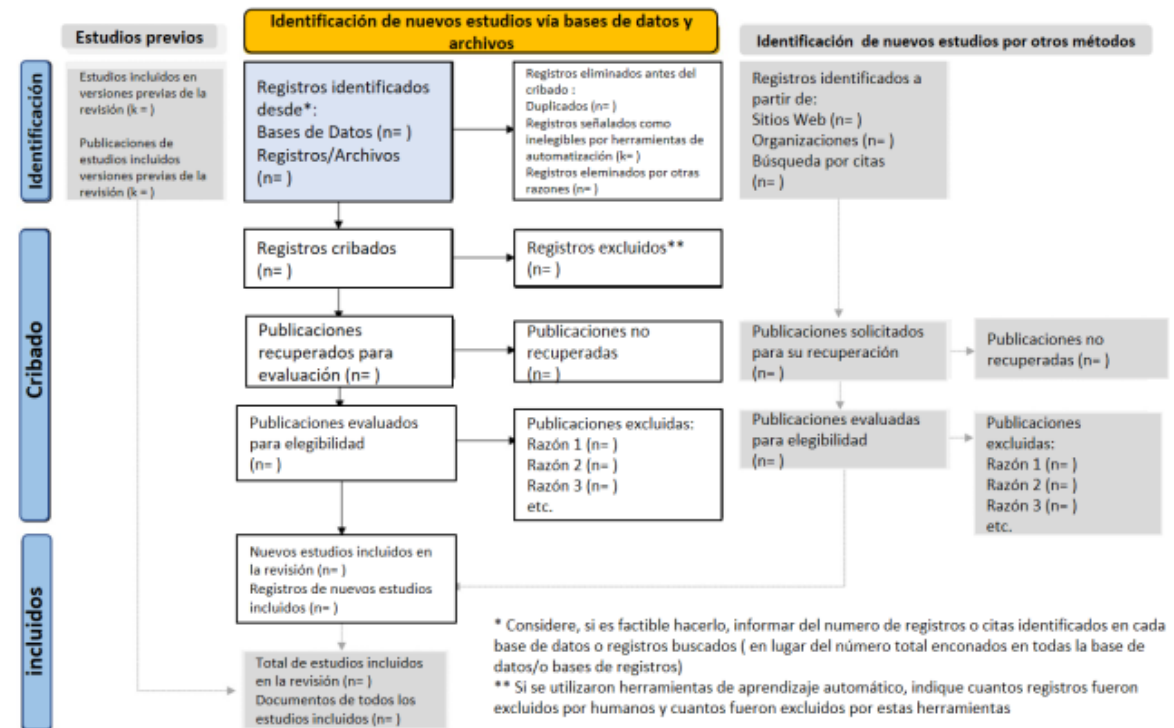 Estudios previos
Identificación de nuevos estudios vía bases de datos y
archivos
Identificación de nuevos estudios por otros métodos
Identificación
Estudios incluidos en
versiones previas de la
revisión (k = )
Publicaciones de
estudios incluidos
versiones previas de la
revisión (k = )
Registros identificados
desde*:
Bases de Datos (n= )
Registros/Archivos
(n= )
Registros eliminados antes del
cribado :
Duplicados (n= )
Registros señalados como
inelegibles por herramientas de
automatización (k= )
Registros eleminados por otras
razones (n= )
Registros identificados a
partir de:
Sitios Web (n= )
Organizaciones (n= )
Búsqueda por citas
(n= )
Cribado
Registros cribados
(n= )
Registros excluidos**
(n= )
Publicaciones
recuperados para
evaluación (n= )
Publicaciones no
recuperadas
(n= )
Publicaciones solicitados
para su recuperación
(n= )
Publicaciones no
recuperadas (n= )
Publicaciones evaluados
para elegibilidad
(n= )
Publicaciones excluidas:
Razón 1 (n= )
Razón 2 (n= )
Razón 3 (n= )
etc.
Publicaciones evaluadas
para elegibilidad
(n= )
Publicaciones
excluidas:
Razón 1 (n= )
Razón 2 (n= )
Razón 3 (n= )
etc.
incluidos
Nuevos estudios incluidos en
la revisión (n= )
Registros de nuevos estudios
incluidos (n= )
Total de estudios incluidos
en la revisión (n= )
Documentos de todos los
estudios incluidos (n= )
* Considere, si es factible hacerlo, informar del numero de registros o citas identificados en cada
base de datos o registros buscados ( en lugar del número total enconados en todas la base de
datos/o bases de registros)
** Si se utilizaron herramientas de aprendizaje automático, indique cuantos registros fueron
excluidos por humanos y cuantos fueron excluidos por estas herramientas